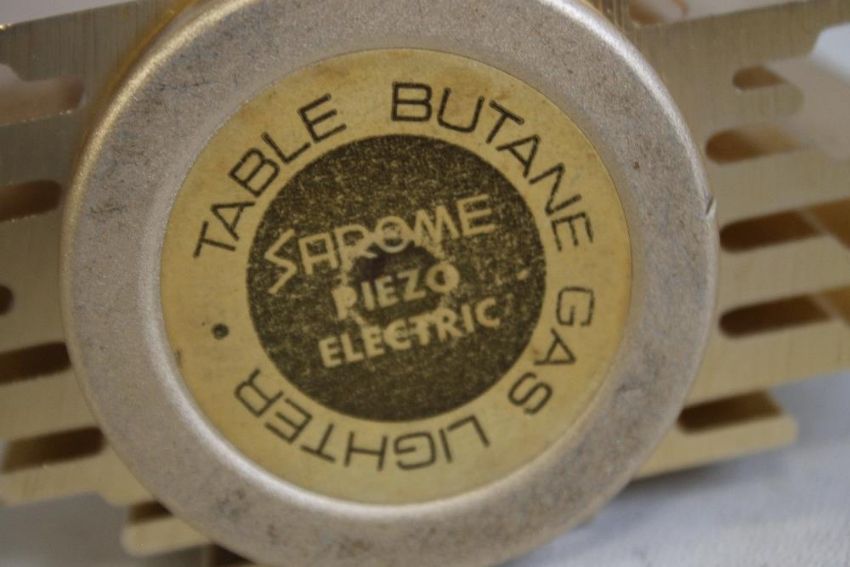 TABLE BUTANE GAS LIGHTER
SAROME
PIEZO
ELECTRIC